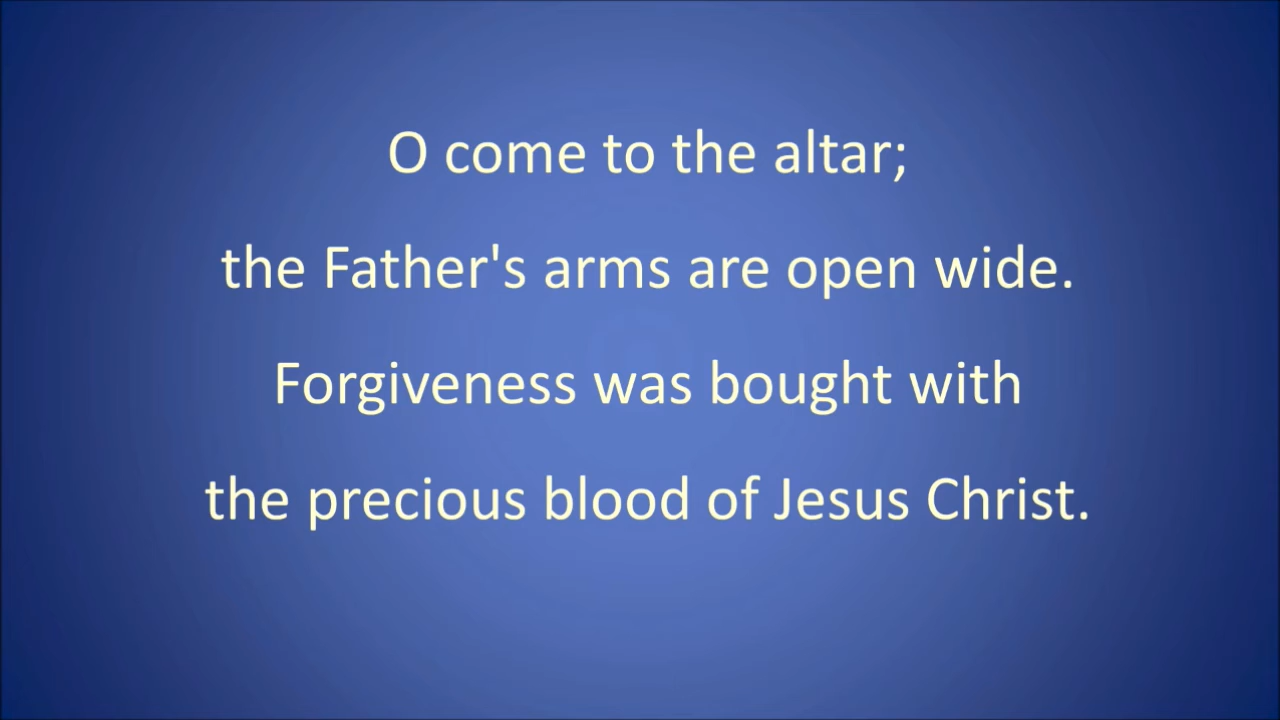 O come to the altar;
the Father's arms are open wide.
Forgiveness was bought with
the precious blood of Jesus Christ.